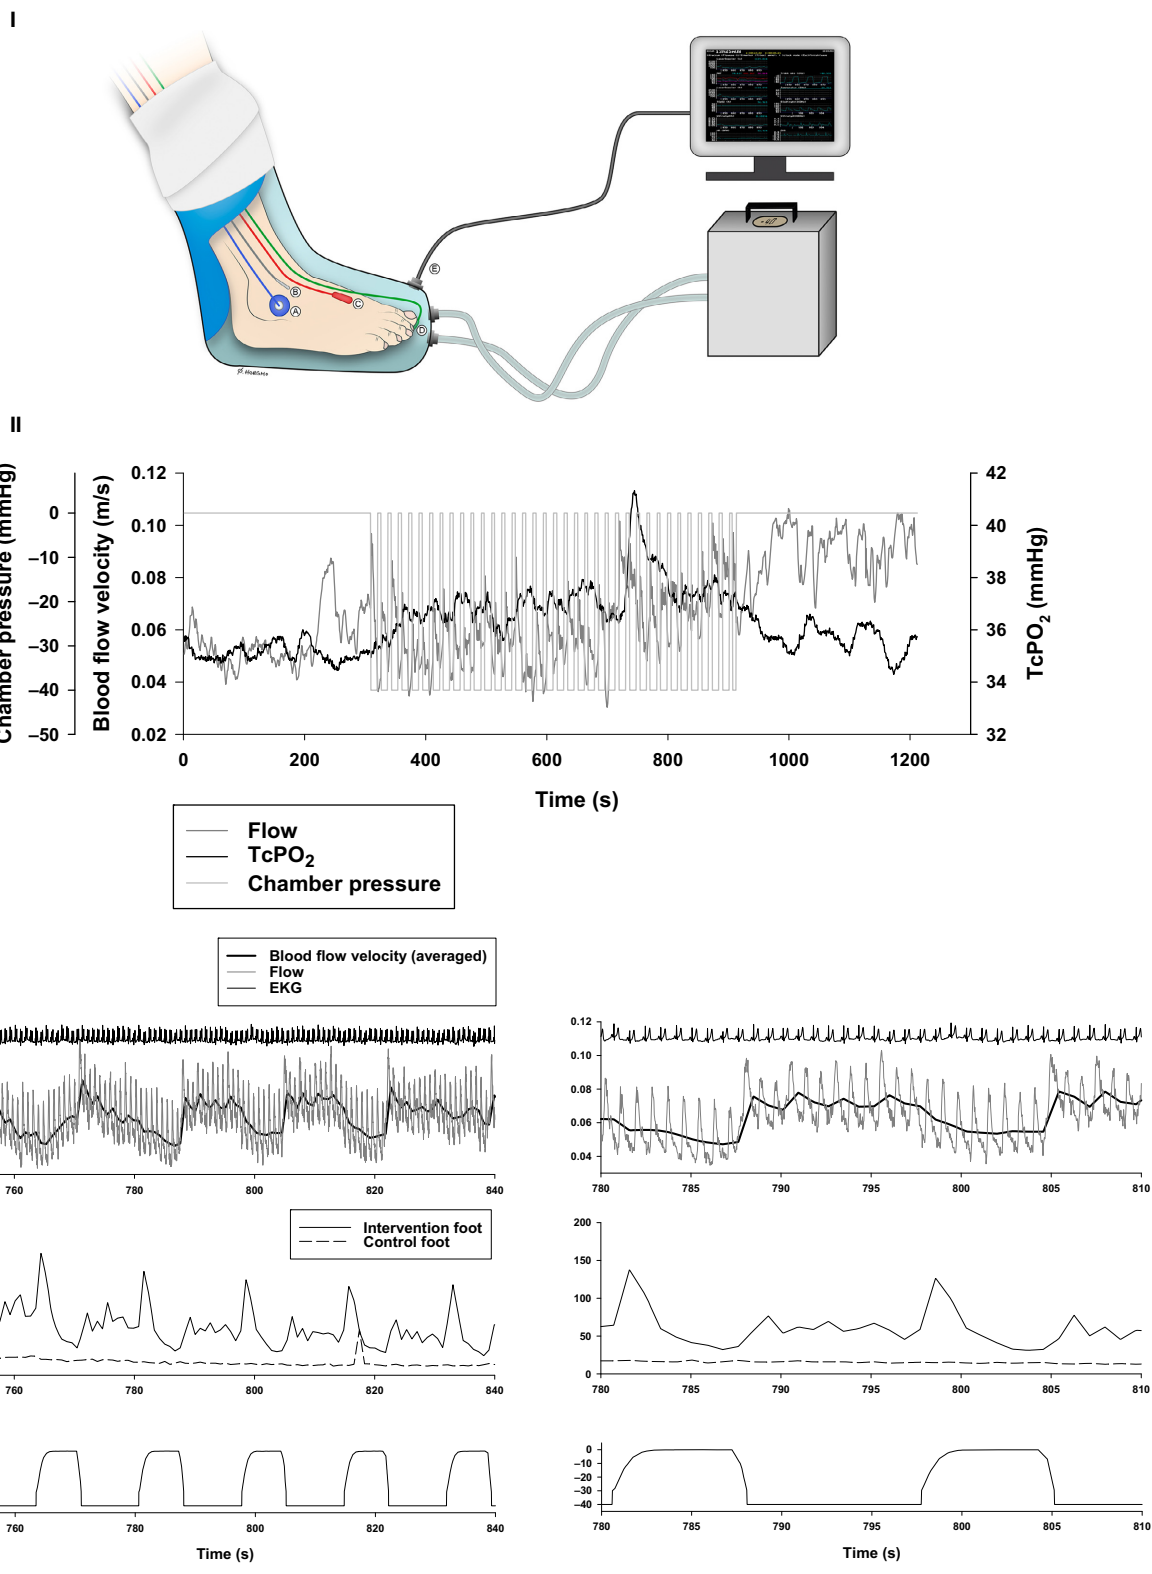 I
E
B
A
C
D
II
Chamber pressure (mmHg)
0
–10
–20
–30
–40
–50
Blood flow velocity (m/s)
0.12
0.10
0.08
0.06
0.04
0.02
42
40
38
36
34
32
TcPO2 (mmHg)
0 200 400 600 800 1000 1200
Time (s)
Flow
TcPO2
Chamber pressure
Blood flow velocity (averaged)
Flow
EKG
760 780 800 820 840
0.12
0.10
0.08
0.06
0.04
780 785 790 795 800 805 810
Intervention foot
Control foot
760 780 800 820 840
200
150
100
50
0
780 785 790 795 800 805 810
760 780 800 820 840
Time (s)
0
–10
–20
–30
–40
780 785 790 795 800 805 810
Time (s)